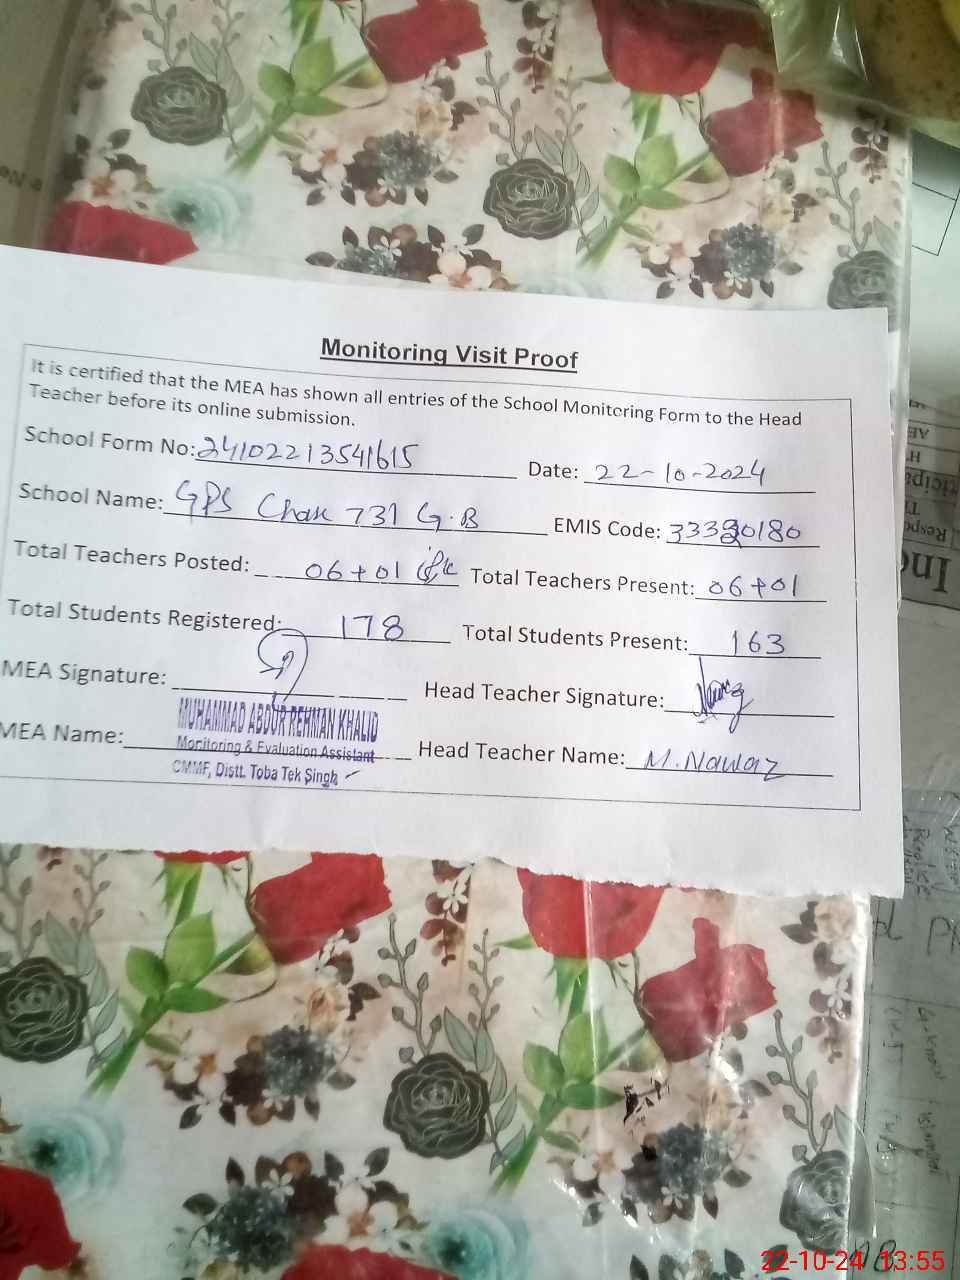 Monitoring Visit Proof
It is certified that the MEA has shown all entries of the School Monitoring Form to the Head
Teacher before its online submission.
School Form No: 24102213541615 Date: 22-10-2024
School Name: GPS Chak 731 G.B EMIS Code: 33320180
Total Teachers Posted: 06+01 Total Teachers Present: 06+01
Total Students Registered: 178 Total Students Present: 163
MEA Signature: Head Teacher Signature: Nawaz
MUHAMMAD ABDUR REHMAN KHALID
MEA Name: Monitoring & Evaluation Assistant Head Teacher Name: M. Nawaz
CMMF, Distt. Toba Tek Singh
22-10-24 13:55